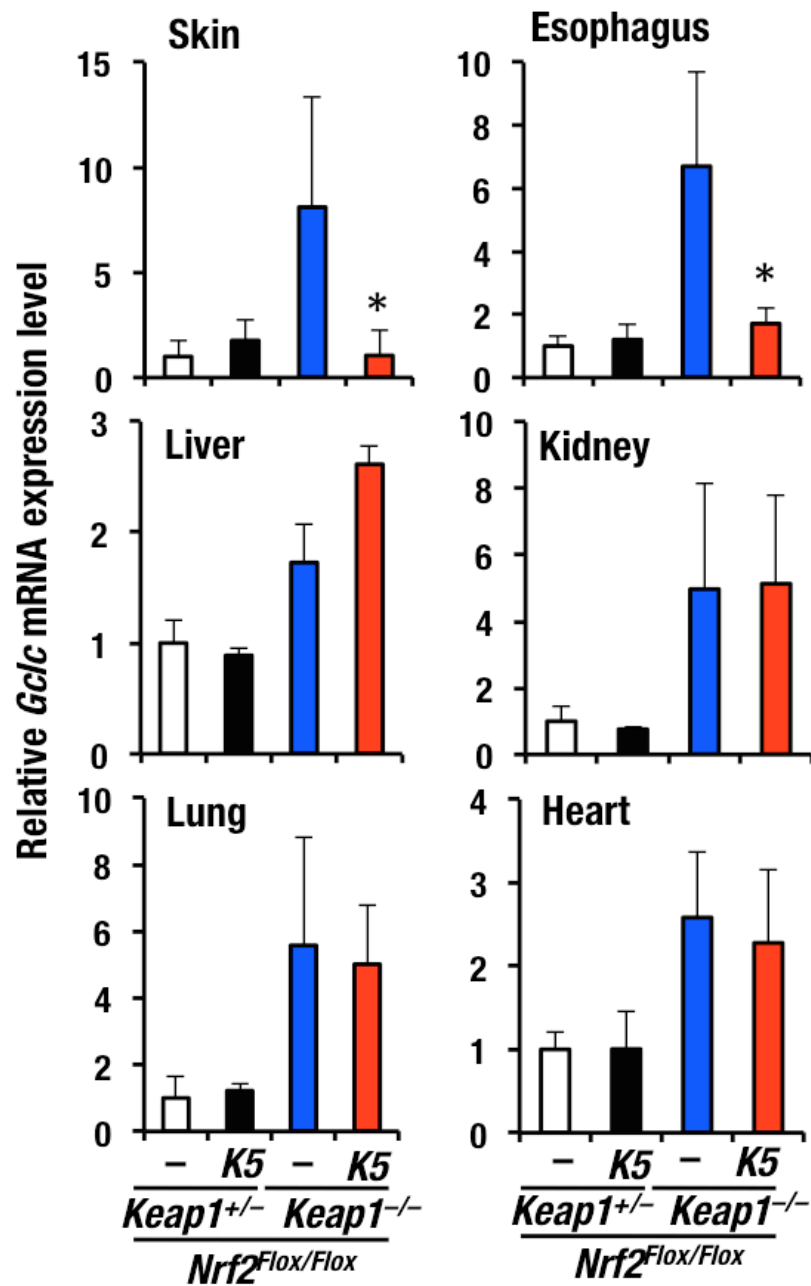 Relative Gclc mRNA expression level
Skin
15
10
5
0
*
Esophagus
10
8
6
4
2
0
*
Liver
3
2
1
0
Kidney
10
8
6
4
2
0
Lung
10
8
6
4
2
0
Heart
4
3
2
1
0
– K5 – K5
Keap1+/– Keap1–/–
Nrf2Flox/Flox
– K5 – K5
Keap1+/– Keap1–/–
Nrf2Flox/Flox